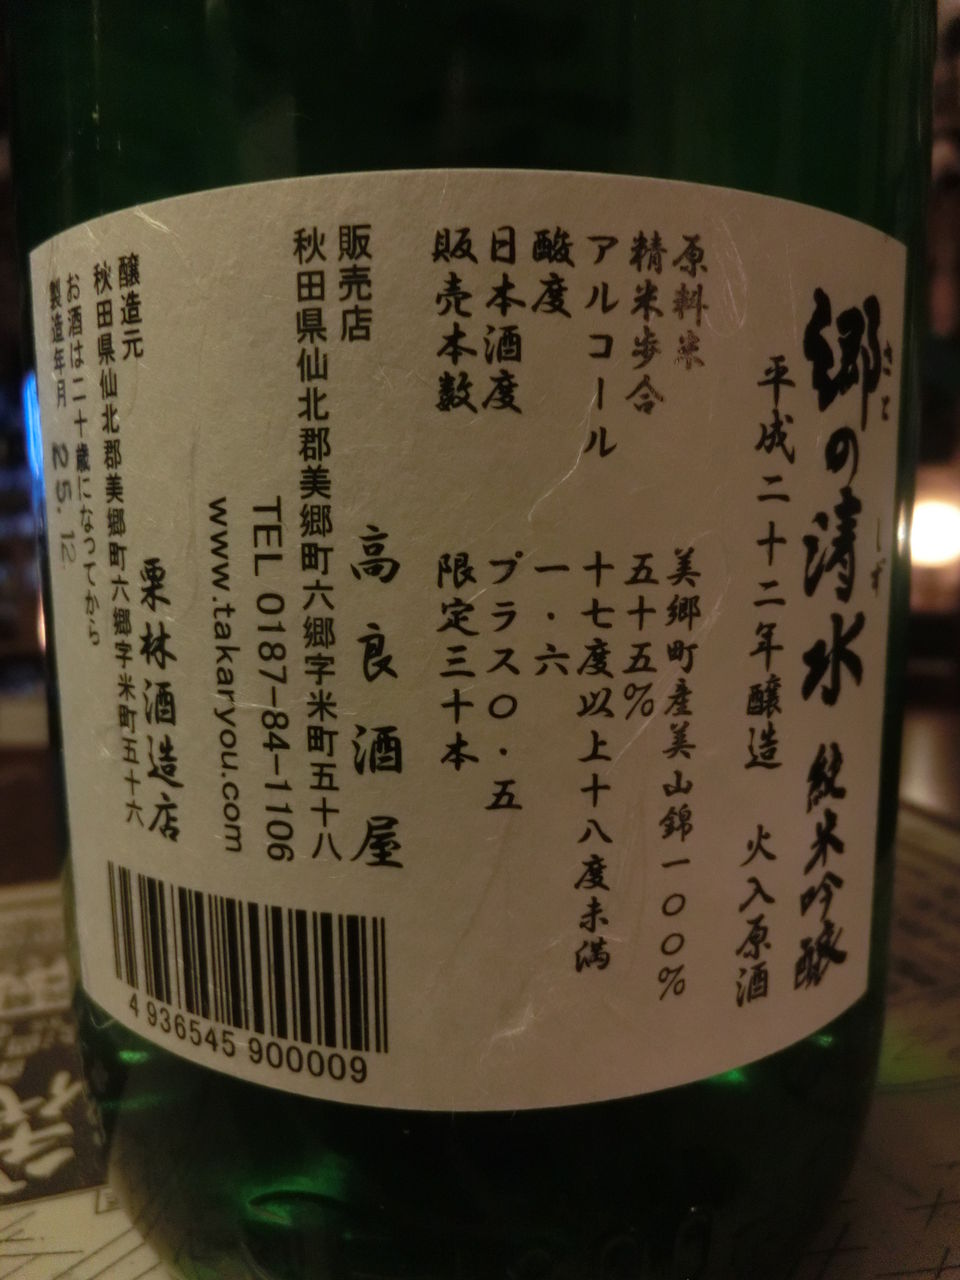 郷の清水 純米吟醸
さと しず
平成二十二年醸造 火入原酒
原料米 美郷町産美山錦一〇〇%
精米歩合 五十五%
アルコール 十七度以上十八度未満
酸度 一・六
日本酒度 プラス〇・五
販売本数 限定三十本
販売店 高良酒屋
秋田県仙北郡美郷町六郷字米町五十八
TEL 0187-84-1106
www.takaryou.com
醸造元 栗林酒造店
秋田県仙北郡美郷町六郷字米町五十六
お酒は二十歳になってから
製造年月 25.12
4 936545 900009